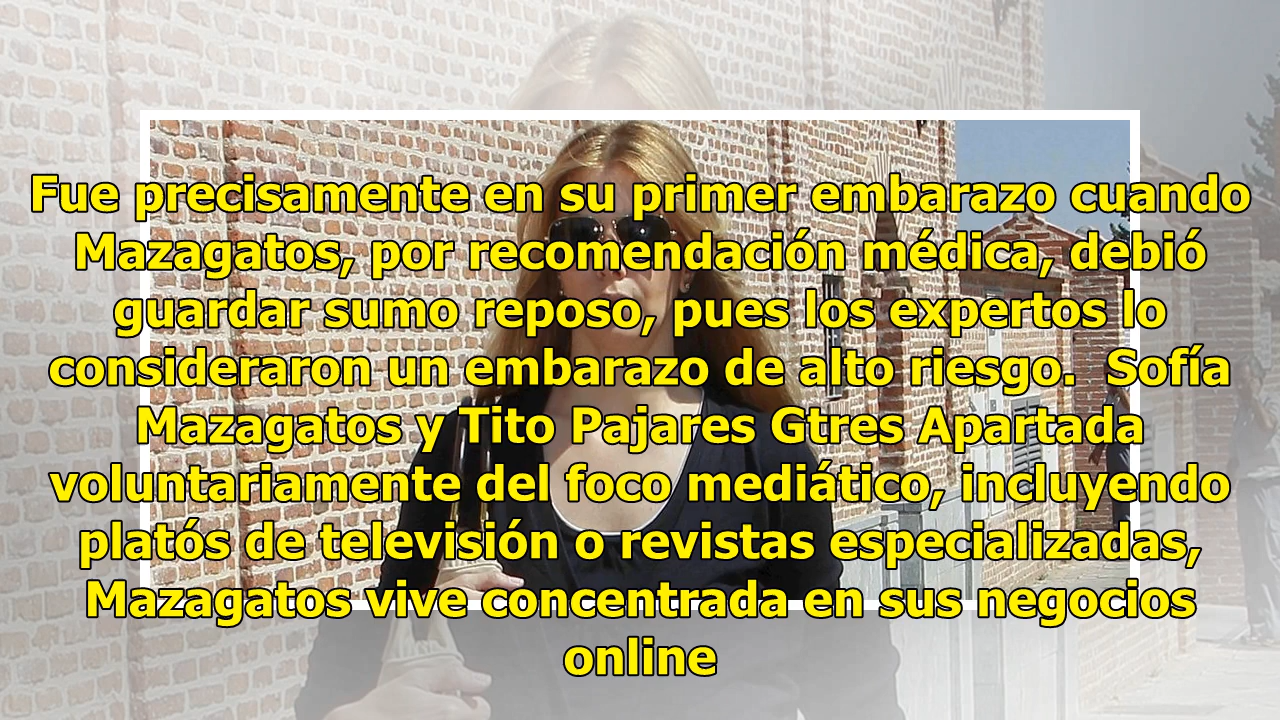 Fue precisamente en su primer embarazo cuando
Mazagatos, por recomendación médica, debió
guardar sumo reposo, pues los expertos lo
consideraron un embarazo de alto riesgo.  Sofía
Mazagatos y Tito Pajares Gtres Apartada
voluntariamente del foco mediático, incluyendo
platós de televisión o revistas especializadas,
Mazagatos vive concentrada en sus negocios
online